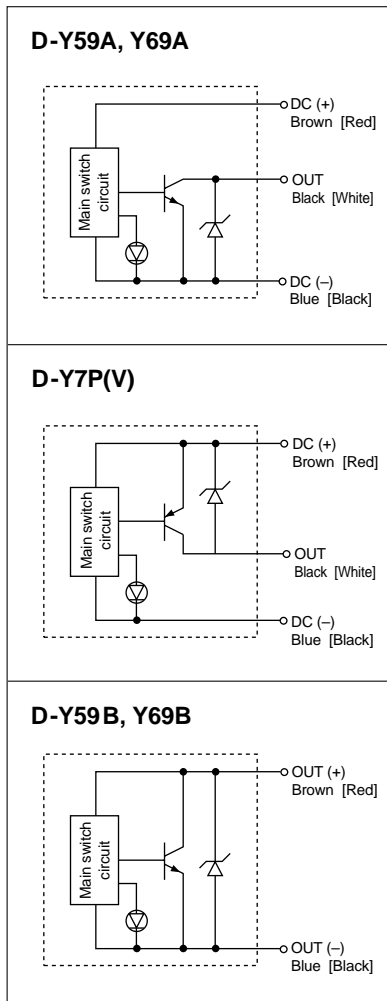 D-Y59A, Y69A
DC (+)
Brown [Red]
Main switch
circuit
OUT
Black [White]
DC (–)
Blue [Black]
D-Y7P(V)
DC (+)
Brown [Red]
Main switch
circuit
OUT
Black [White]
DC (–)
Blue [Black]
D-Y59B, Y69B
OUT (+)
Brown [Red]
Main switch
circuit
OUT (–)
Blue [Black]